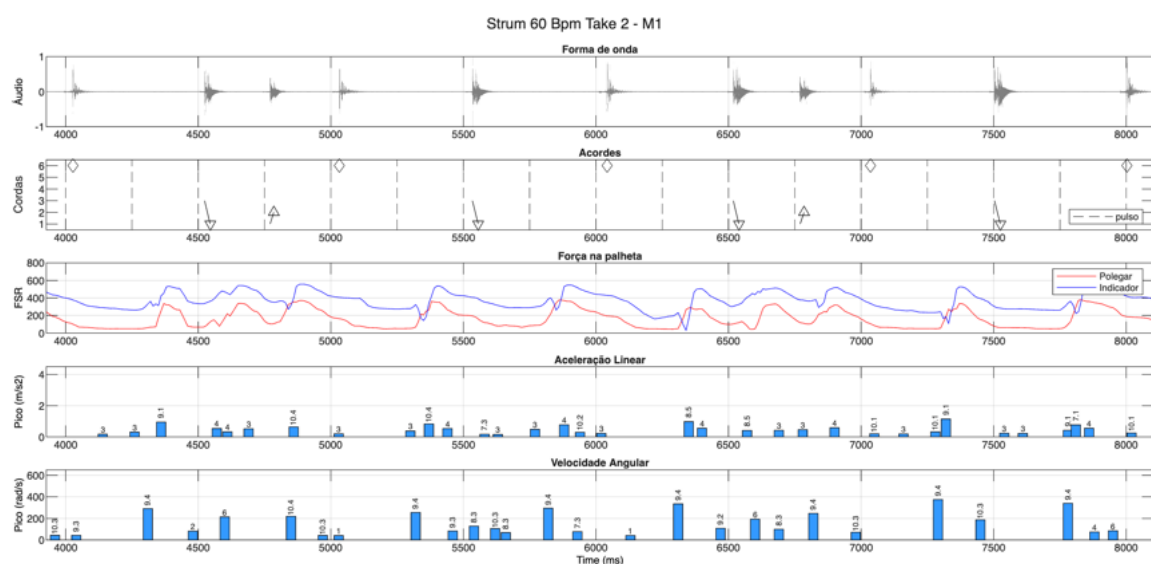 Strum 60 Bpm Take 2 - M1
Forma de onda
Áudio
1
0
-1
4000 4500 5000 5500 6000 6500 7000 7500 8000
Acordes
Cordas
6
5
4
3
2
1
pulso
4000 4500 5000 5500 6000 6500 7000 7500 8000
Força na palheta
FSR
800
600
400
200
0
Polegar
Indicador
4000 4500 5000 5500 6000 6500 7000 7500 8000
Aceleração Linear
Pico (m/s2)
4
2
0
3 3 9.1 4 4 3 10.4 3 3 10.4 4 7.3 3 3 4 10.2 3 8.5 4 8.5 3 3 4 10.1 3 10.1 9.1 3 3 9.1 7.1 4 10.1
4000 4500 5000 5500 6000 6500 7000 7500 8000
Velocidade Angular
Pico (rad/s)
600
400
200
0
10.3 9.3 9.4 2 6 10.4 10.3 1 9.4 9.3 8.3 10.3 8.3 9.4 7.3 1 9.4 9.2 6 9.3 9.4 10.3 9.4 10.3 9.4 4 6
4000 4500 5000 5500 6000 6500 7000 7500 8000
Time (ms)